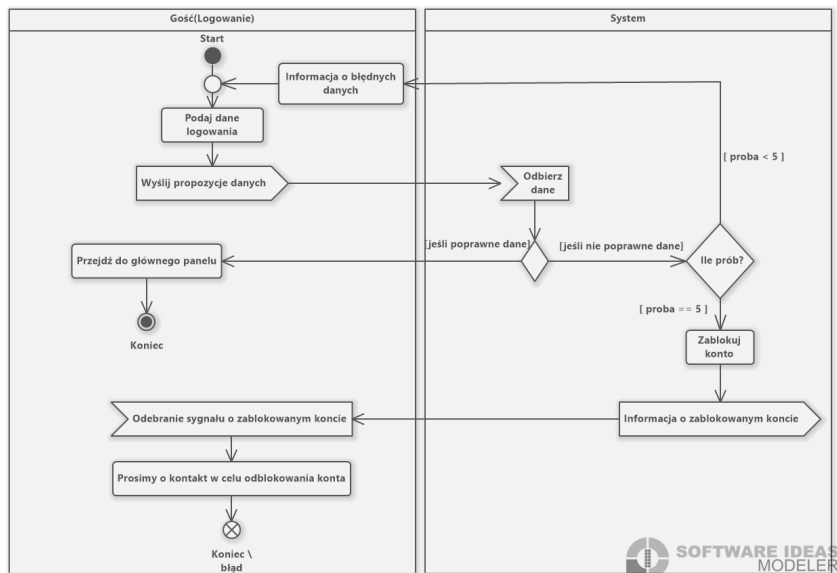 Gość(Logowanie)
System
Start
Informacja o błędnych
danych
Podaj dane
logowania
[ proba < 5 ]
Wyślij propozycje danych
Odbierz
dane
[jeśli poprawne dane]
[jeśli nie poprawne dane]
Przejdź do głównego panelu
Ile prób?
[ proba == 5 ]
Koniec
Zablokuj
konto
Odebranie sygnału o zablokowanym koncie
Informacja o zablokowanym koncie
Prosimy o kontakt w celu odblokowania konta
Koniec \
błąd
SOFTWARE IDEAS
MODELER